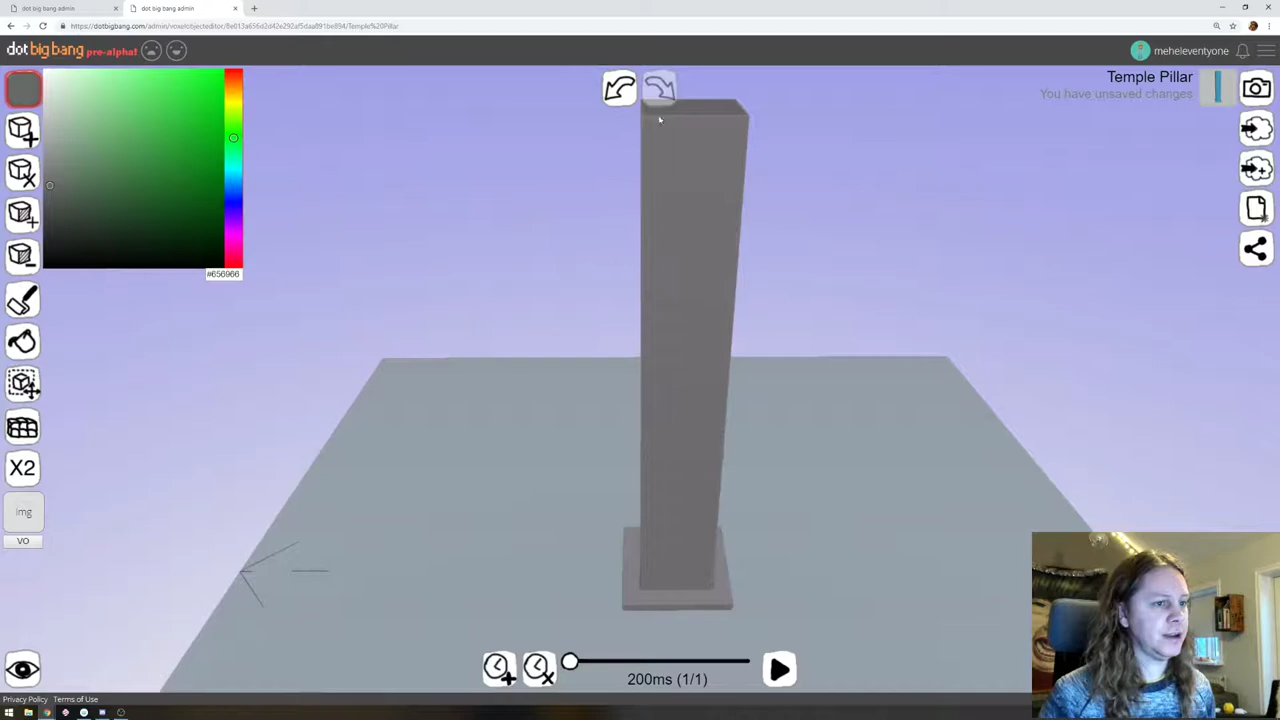 dot big bang admin
dot big bang admin
https://dotbigbang.com/admin/voxelobjecteditor/8e013a656d2d42e292af5daa891be894/Temple%20Pillar
dot big bang pre-alpha!
meheleventyone
Temple Pillar
You have unsaved changes
#656966
X2
img
VO
200ms (1/1)
Privacy Policy
Terms of Use